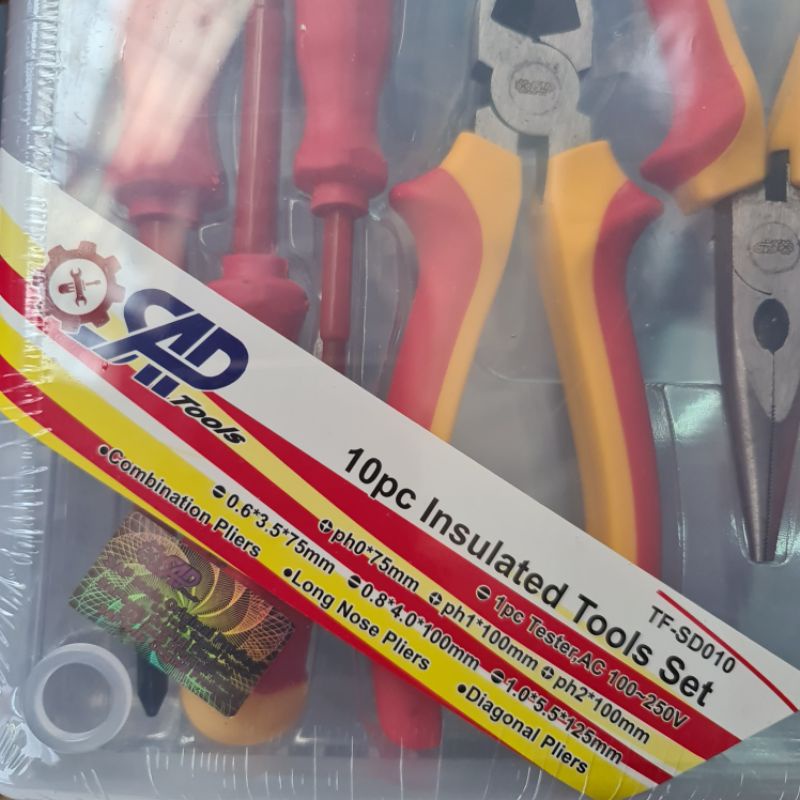 SAD
Tools
10pc Insulated Tools Set
TF-SD010
ph0*75mm
1pc Tester,AC 100~250V
0.6*3.5*75mm
ph1*100mm
ph2*100mm
0.8*4.0*100mm
1.0*5.5*125mm
•Combination Pliers
•Long Nose Pliers
•Diagonal Pliers